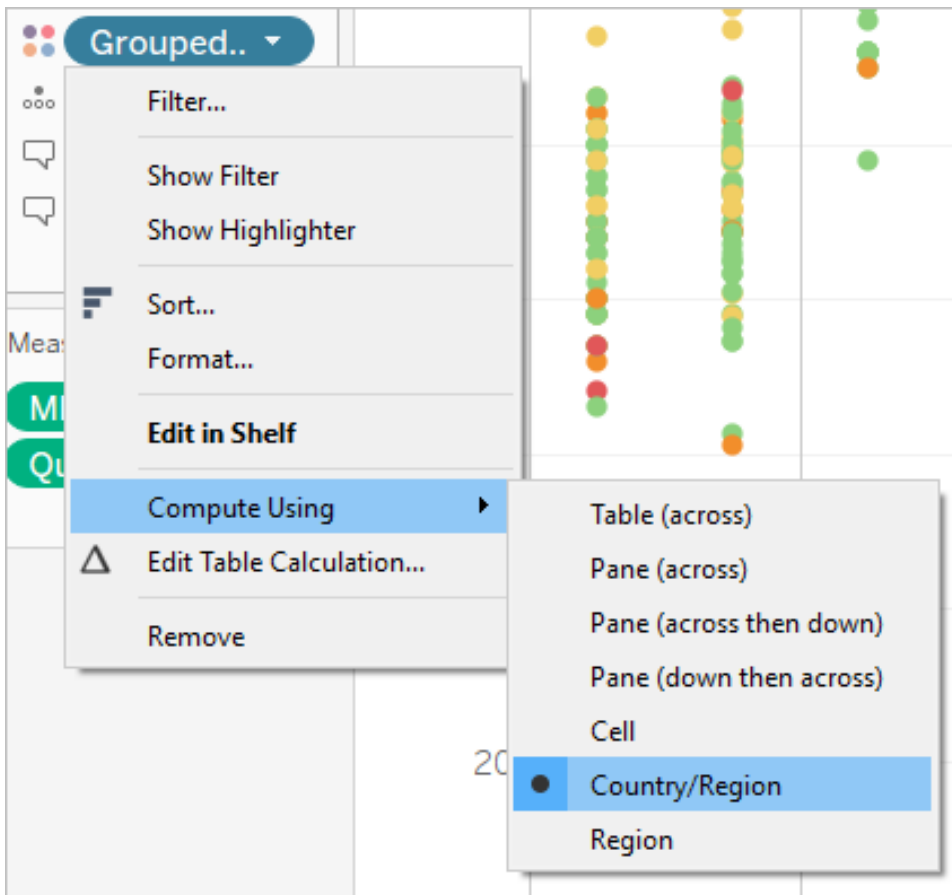 Grouped..
Filter...
Show Filter
Show Highlighter
Sort...
Format...
Edit in Shelf
Compute Using
Edit Table Calculation...
Remove
Table (across)
Pane (across)
Pane (across then down)
Pane (down then across)
Cell
Country/Region
Region